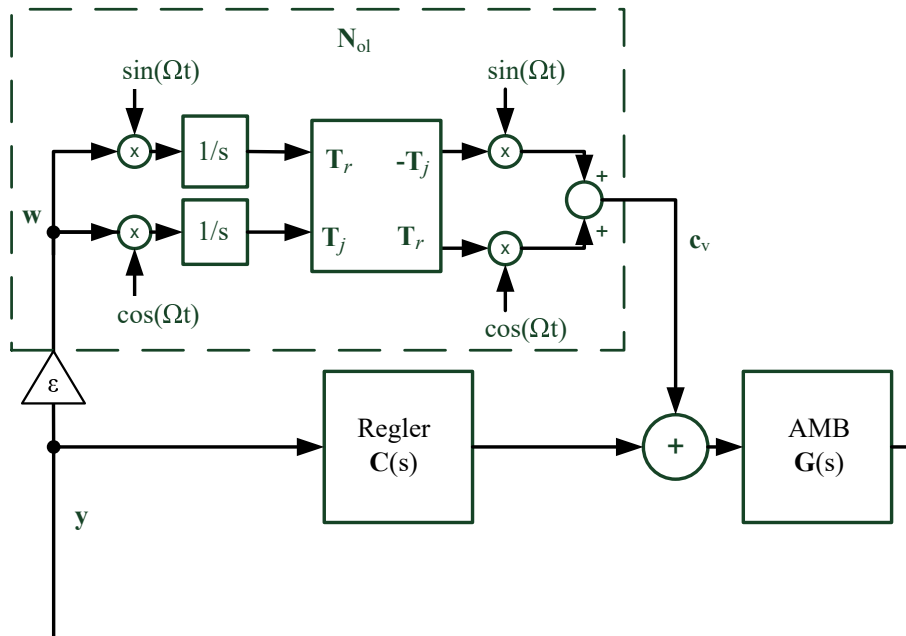 N_ol
sin(Ωt)
sin(Ωt)
x
1/s
T_r
-T_j
x
+
w
x
1/s
T_j
T_r
x
+
c_v
cos(Ωt)
cos(Ωt)
ε
Regler
C(s)
+
AMB
G(s)
y